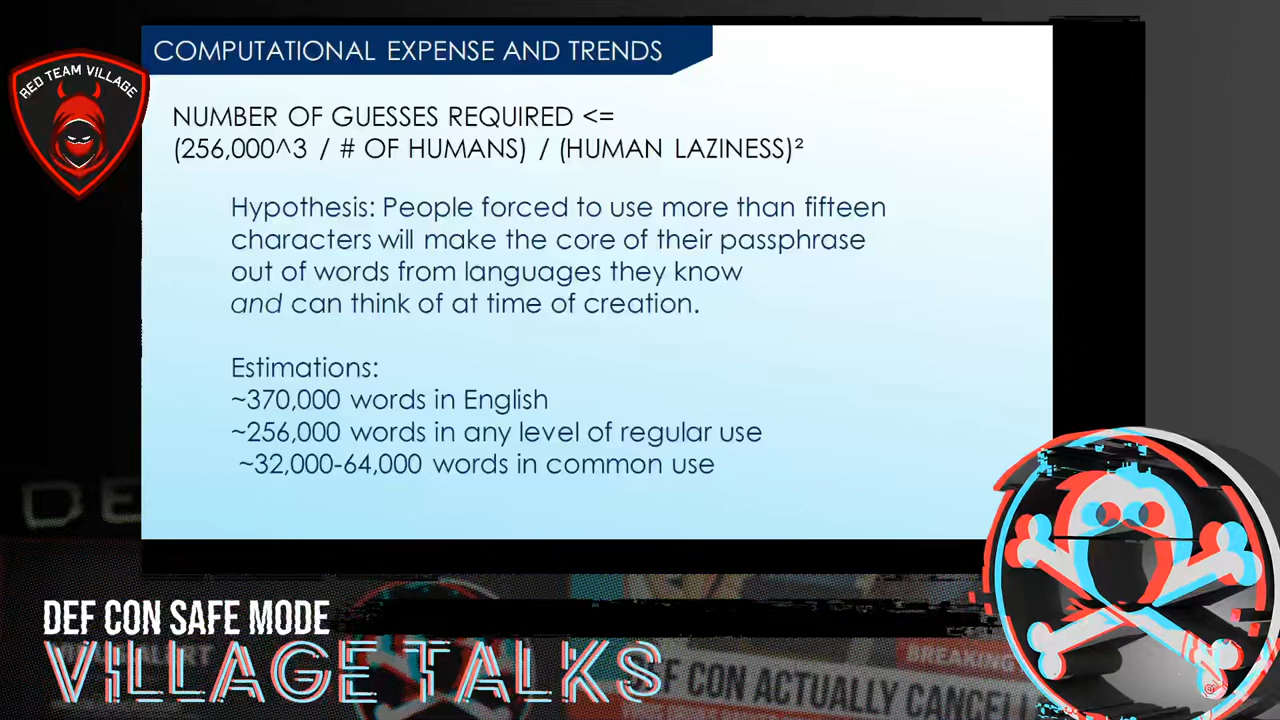 COMPUTATIONAL EXPENSE AND TRENDS
RED TEAM VILLAGE
NUMBER OF GUESSES REQUIRED <=
(256,000^3 / # OF HUMANS) / (HUMAN LAZINESS)²
Hypothesis: People forced to use more than fifteen
characters will make the core of their passphrase
out of words from languages they know
and can think of at time of creation.
Estimations:
~370,000 words in English
~256,000 words in any level of regular use
~32,000-64,000 words in common use
DE
DEF CON SAFE MODE
VILLAGE TALKS
BREAKING
DEF CON ACTUALLY CANCELL